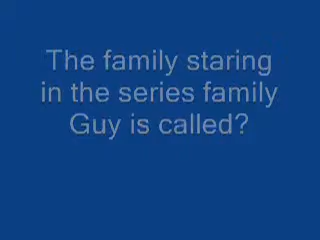 The family staring
in the series family
Guy is called?